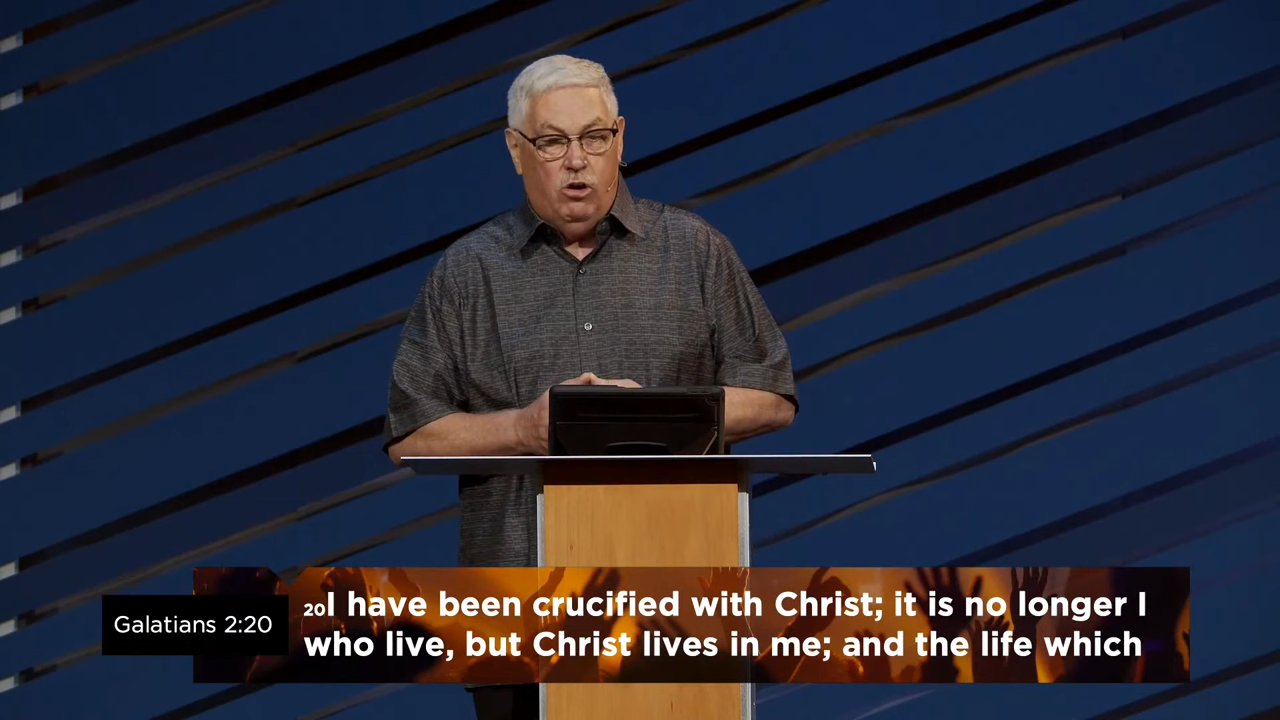 Galatians 2:20
20I have been crucified with Christ; it is no longer I
who live, but Christ lives in me; and the life which